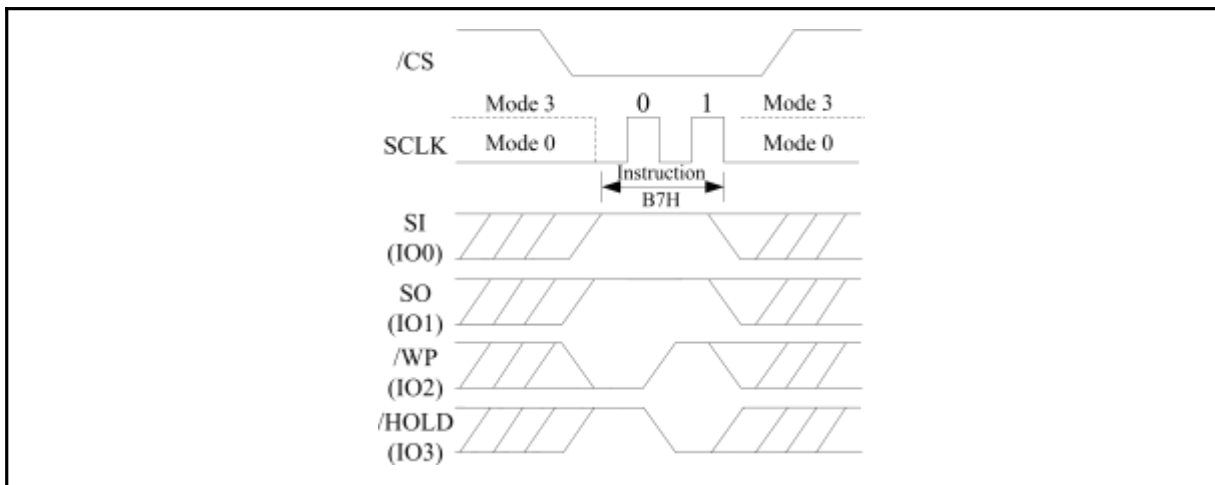 /CS
Mode 3 0 1 Mode 3
SCLK Mode 0 Mode 0
Instruction
B7H
SI
(IO0)
SO
(IO1)
/WP
(IO2)
/HOLD
(IO3)